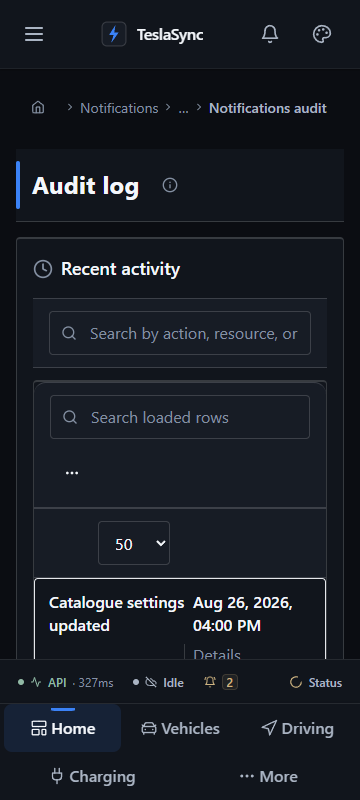 TeslaSync
Notifications ... Notifications audit
Audit log
Recent activity
Search by action, resource, or
Search loaded rows
...
50
Catalogue settings updated
Aug 26, 2026, 04:00 PM
Details
API · 327ms Idle 2 Status
Home Vehicles Driving
Charging ... More